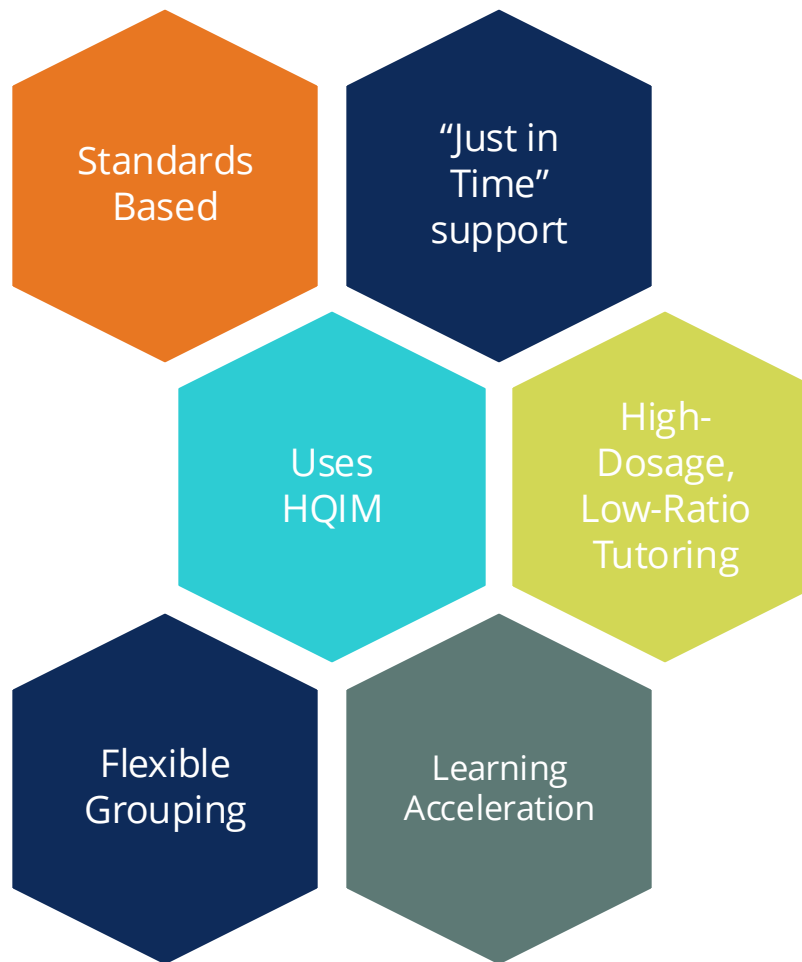 Standards
Based
“Just in
Time”
support
Uses
HQIM
High-
Dosage,
Low-Ratio
Tutoring
Flexible
Grouping
Learning
Acceleration